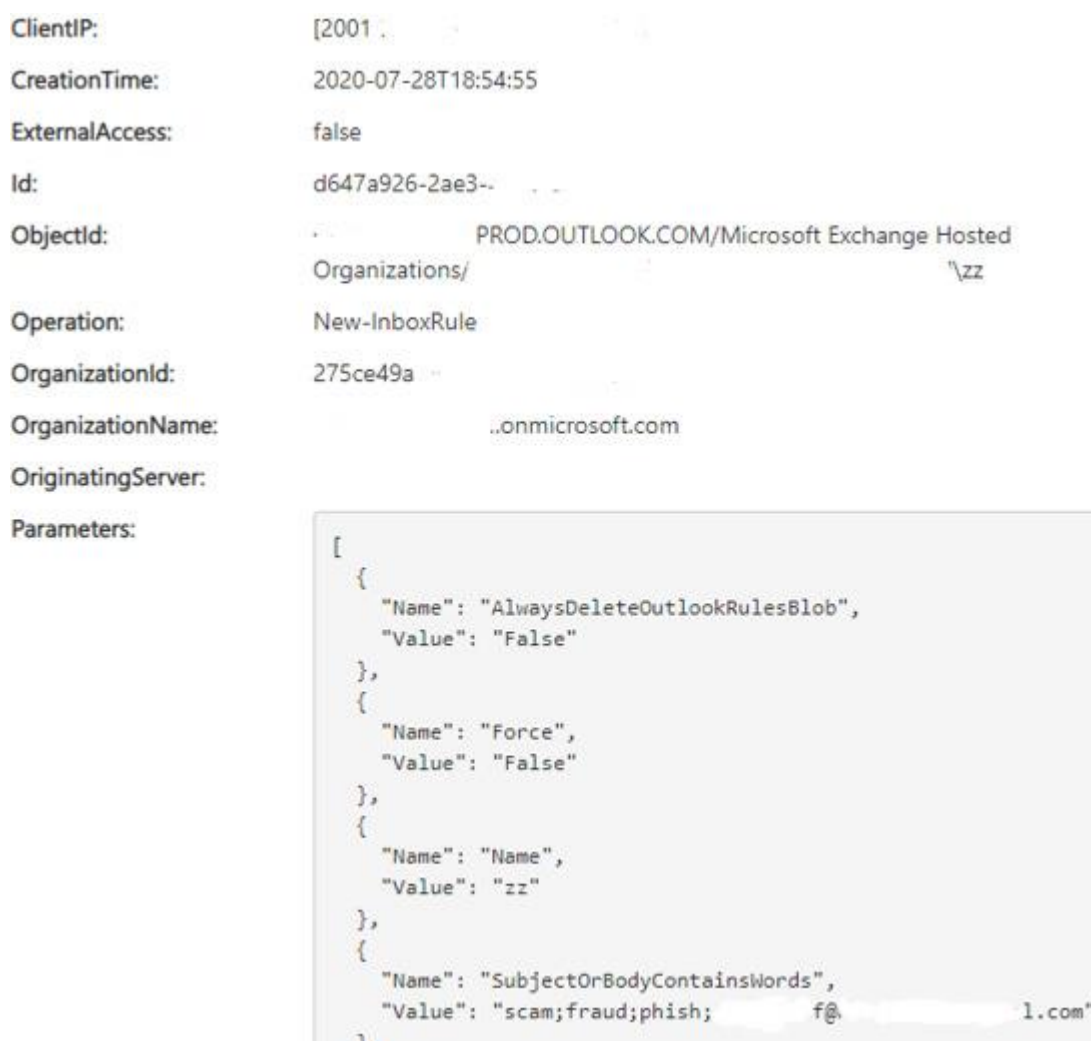 ClientIP: [2001
CreationTime: 2020-07-28T18:54:55
ExternalAccess: false
Id: d647a926-2ae3-
ObjectId: PROD.OUTLOOK.COM/Microsoft Exchange Hosted
Organizations/ \zz
Operation: New-InboxRule
OrganizationId: 275ce49a
OrganizationName: .onmicrosoft.com
OriginatingServer:
Parameters:
[
{
"Name": "AlwaysDeleteOutlookRulesBlob",
"Value": "False"
},
{
"Name": "Force",
"Value": "False"
},
{
"Name": "Name",
"Value": "zz"
},
{
"Name": "SubjectOrBodyContainsWords",
"Value": "scam;fraud;phish; f@ l.com"